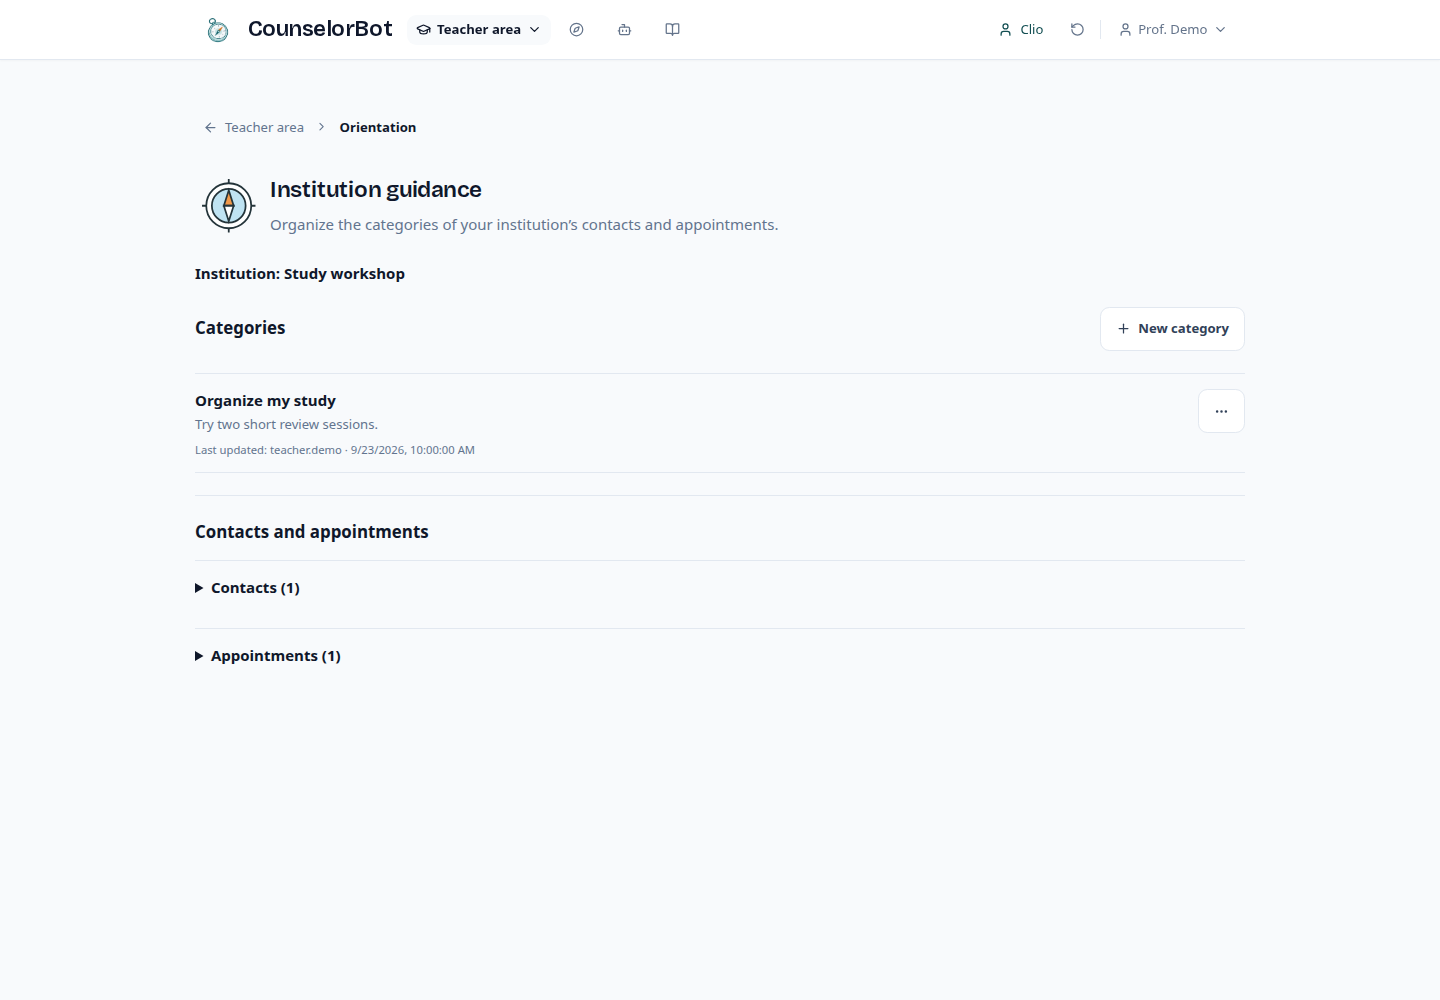 CounselorBot
Teacher area
Clio
Prof. Demo
Teacher area
Orientation
Institution guidance
Organize the categories of your institution’s contacts and appointments.
Institution: Study workshop
Categories
New category
Organize my study
Try two short review sessions.
Last updated: teacher.demo · 9/23/2026, 10:00:00 AM
Contacts and appointments
Contacts (1)
Appointments (1)